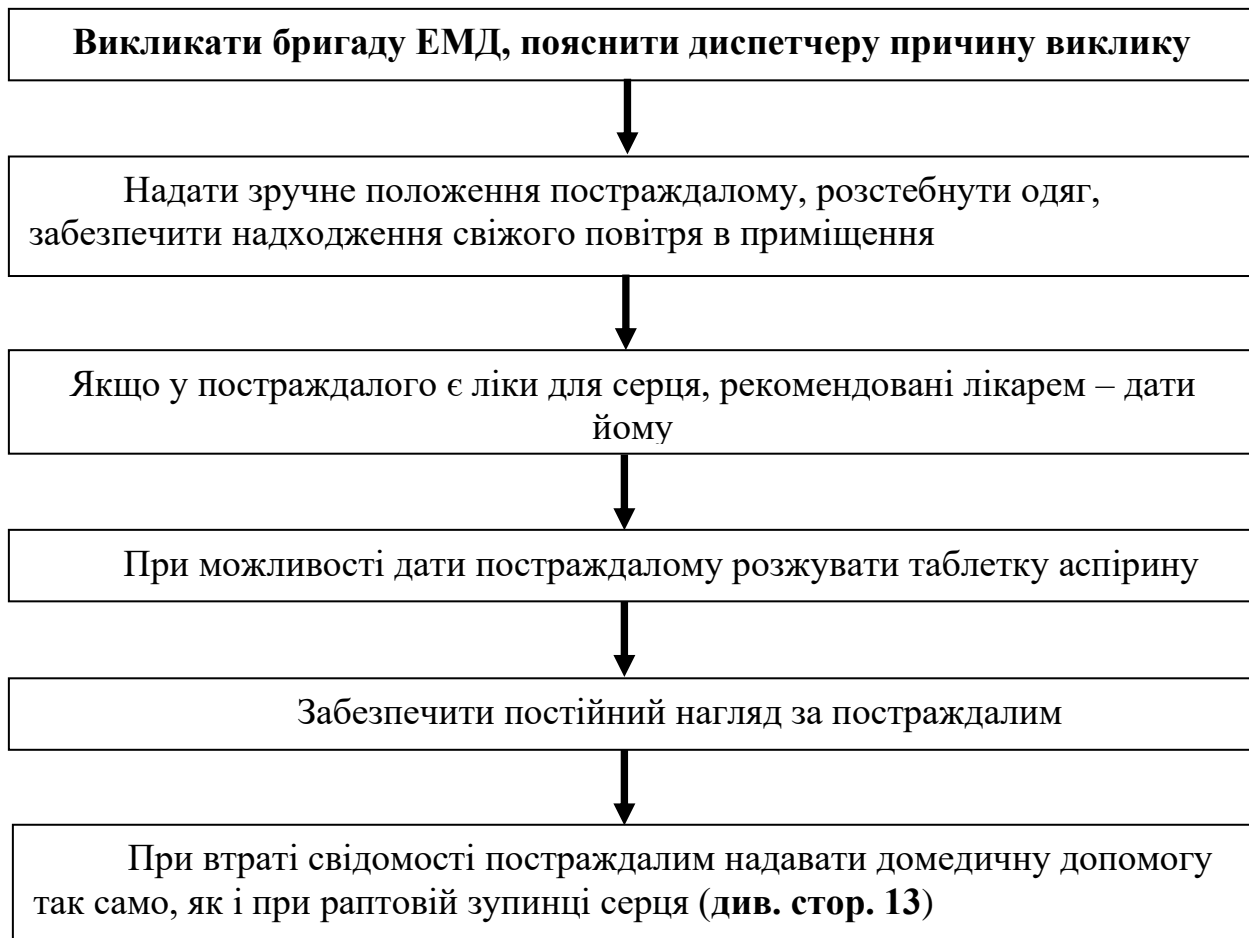 Викликати бригаду ЕМД, пояснити диспетчеру причину виклику
Надати зручне положення постраждалому, розстебнути одяг,
забезпечити надходження свіжого повітря в приміщення
Якщо у постраждалого є ліки для серця, рекомендовані лікарем – дати
йому
При можливості дати постраждалому розжувати таблетку аспірину
Забезпечити постійний нагляд за постраждалим
При втраті свідомості постраждалим надавати домедичну допомогу
так само, як і при раптовій зупинці серця (див. стор. 13)